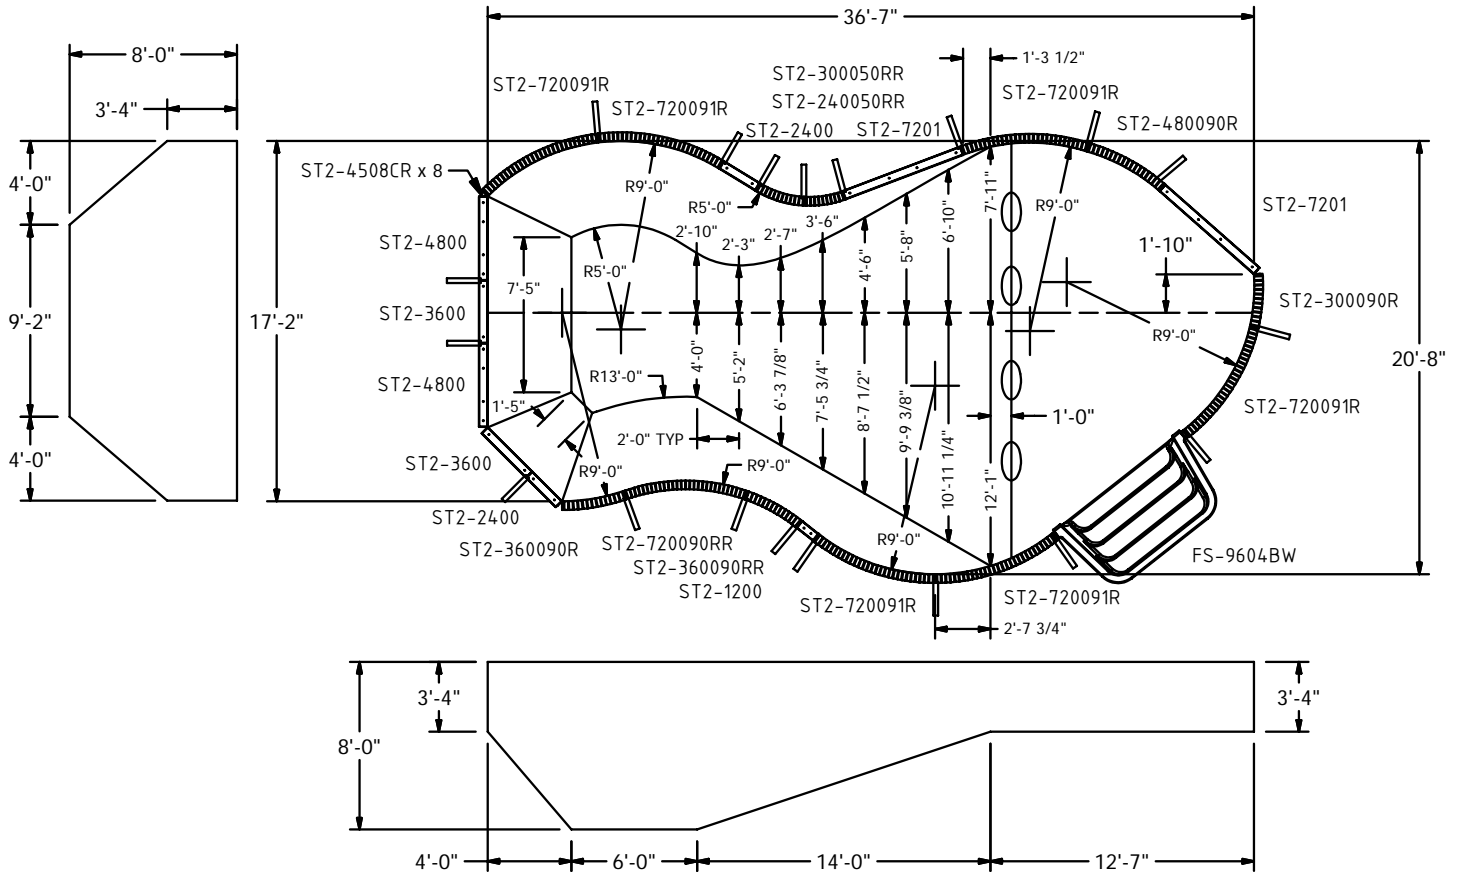 36'-7"
8'-0"
3'-4"
1'-3 1/2"
ST2-300050RR
ST2-240050RR
ST2-720091R
ST2-720091R
ST2-720091R
ST2-480090R
ST2-2400
ST2-7201
ST2-4508CR x 8
4'-0"
R9'-0"
R5'-0"
R9'-0"
ST2-7201
ST2-4800
2'-10"
2'-3"
2'-7"
3'-6"
4'-6"
5'-8"
6'-10"
7'-11"
1'-10"
R5'-0"
7'-5"
9'-2"
17'-2"
ST2-3600
ST2-300090R
R9'-0"
20'-8"
ST2-4800
R13'-0"
4'-0"
5'-2"
6'-3 7/8"
7'-5 3/4"
8'-7 1/2"
9'-9 3/8"
10'-11 1/4"
12'-1"
1'-0"
ST2-720091R
1'-5"
2'-0" TYP
4'-0"
ST2-3600
R9'-0"
R9'-0"
ST2-2400
ST2-360090R
ST2-720090RR
ST2-360090RR
ST2-1200
R9'-0"
FS-9604BW
ST2-720091R
ST2-720091R
2'-7 3/4"
3'-4"
8'-0"
3'-4"
4'-0"
6'-0"
14'-0"
12'-7"